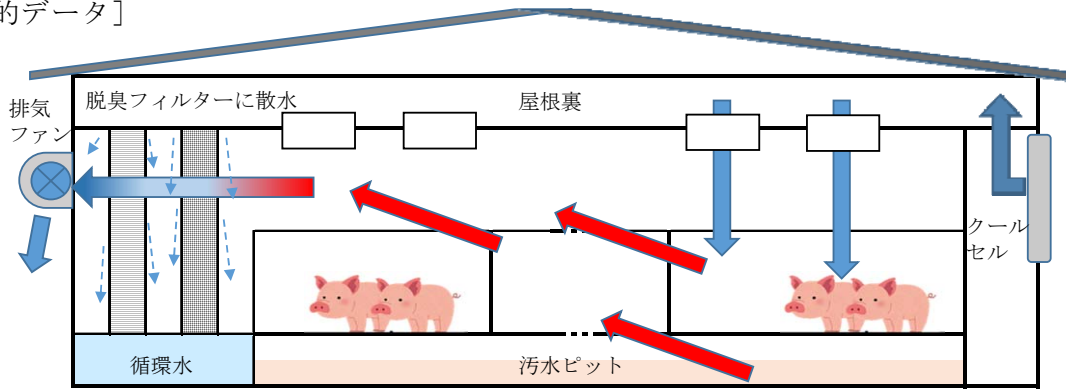 的データ］
脱臭フィルターに散水
屋根裏
排気
ファン
クール
セル
循環水
汚水ピット